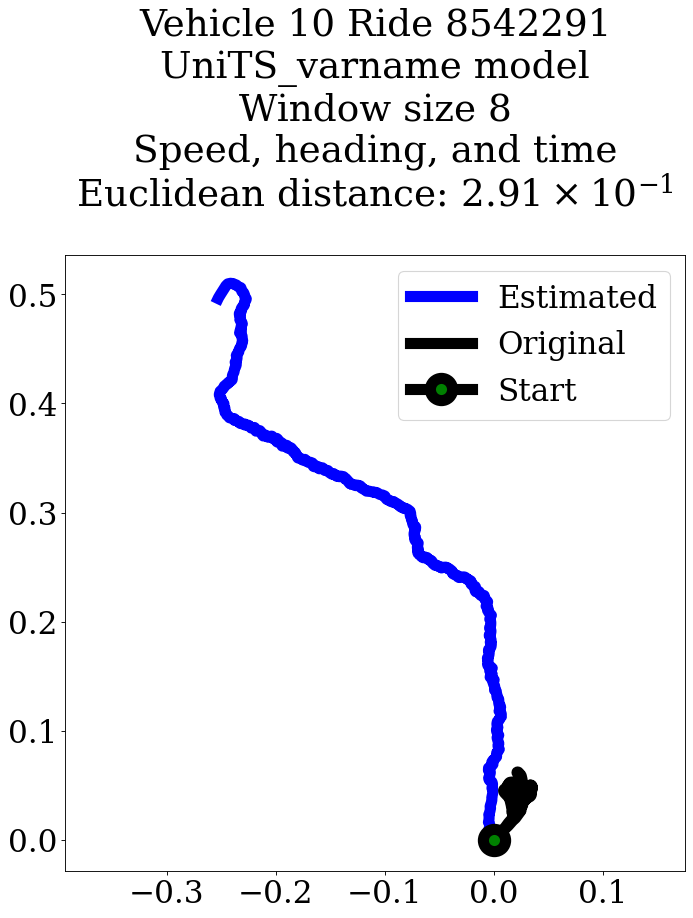 Vehicle 10 Ride 8542291
UniTS_varname model
Window size 8
Speed, heading, and time
Euclidean distance: 2.91 × 10⁻¹
Estimated
Original
Start
0.5
0.4
0.3
0.2
0.1
0.0
−0.3 −0.2 −0.1 0.0 0.1